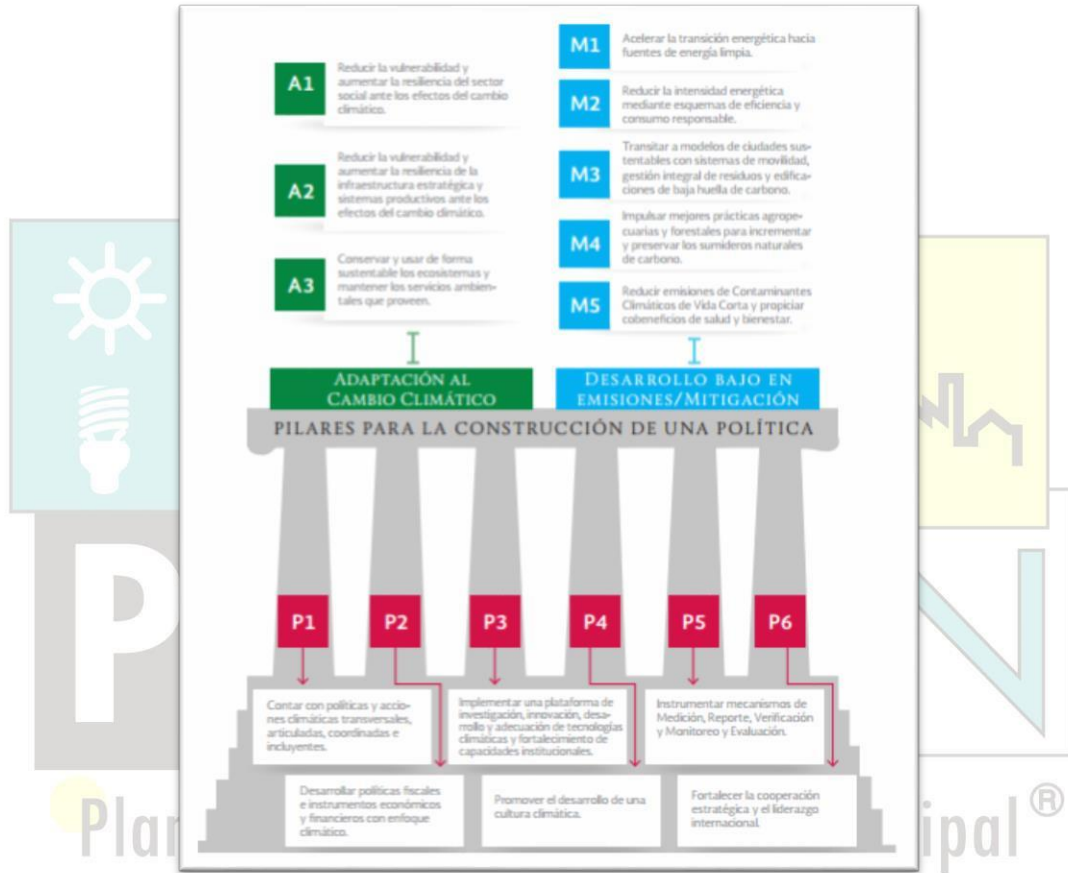 A1
Reducir la vulnerabilidad y
aumentar la resiliencia del sector
social ante los efectos del cambio
climático.
A2
Reducir la vulnerabilidad y
aumentar la resiliencia de la
infraestructura estratégica y
sistemas productivos ante los
efectos del cambio climático.
A3
Conservar y usar de forma
sustentable los ecosistemas y
mantener los servicios ambien-
tales que proveen.
M1
Acelerar la transición energética hacia
fuentes de energía limpia.
M2
Reducir la intensidad energética
mediante esquemas de eficiencia y
consumo responsable.
M3
Transitar a modelos de ciudades sus-
tentables con sistemas de movilidad,
gestión integral de residuos y edifica-
ciones de baja huella de carbono.
M4
Impulsar mejores prácticas agrope-
cuarias y forestales para incrementar
y preservar los sumideros naturales
de carbono.
M5
Reducir emisiones de Contaminantes
Climáticos de Vida Corta y propiciar
cobeneficios de salud y bienestar.
ADAPTACIÓN AL
CAMBIO CLIMÁTICO
DESARROLLO BAJO EN
EMISIONES/MITIGACIÓN
PILARES PARA LA CONSTRUCCIÓN DE UNA POLÍTICA
P1
P2
P3
P4
P5
P6
Contar con políticas y accio-
nes climáticas transversales,
articuladas, coordinadas e
incluyentes.
Implementar una plataforma de
investigación, innovación, desa-
rrollo y adecuación de tecnologías
climáticas y fortalecimiento de
capacidades institucionales.
Instrumentar mecanismos de
Medición, Reporte, Verificación
y Monitoreo y Evaluación.
Desarrollar políticas fiscales
e instrumentos económicos
y financieros con enfoque
climático.
Promover el desarrollo de una
cultura climática.
Fortalecer la cooperación
estratégica y el liderazgo
internacional.
P N
Plan ipal ®